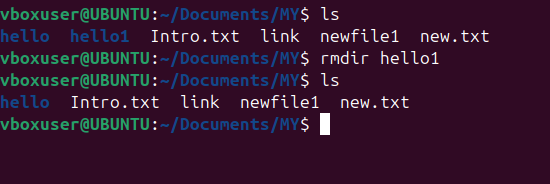 vboxuser@UBUNTU:~/Documents/MY$ ls
hello  hello1  Intro.txt  link  newfile1  new.txt
vboxuser@UBUNTU:~/Documents/MY$ rmdir hello1
vboxuser@UBUNTU:~/Documents/MY$ ls
hello  Intro.txt  link  newfile1  new.txt
vboxuser@UBUNTU:~/Documents/MY$